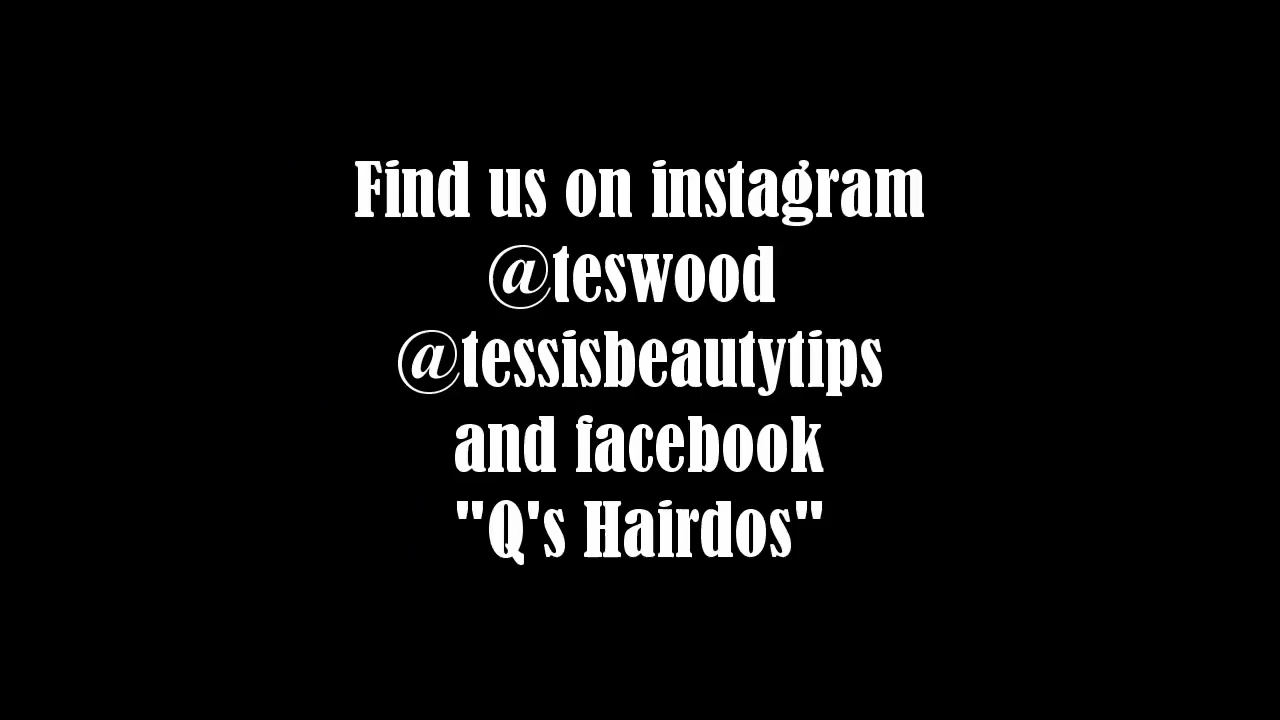 Find us on instagram
@teswood
@tessisbeautytips
and facebook
"Q's Hairdos"